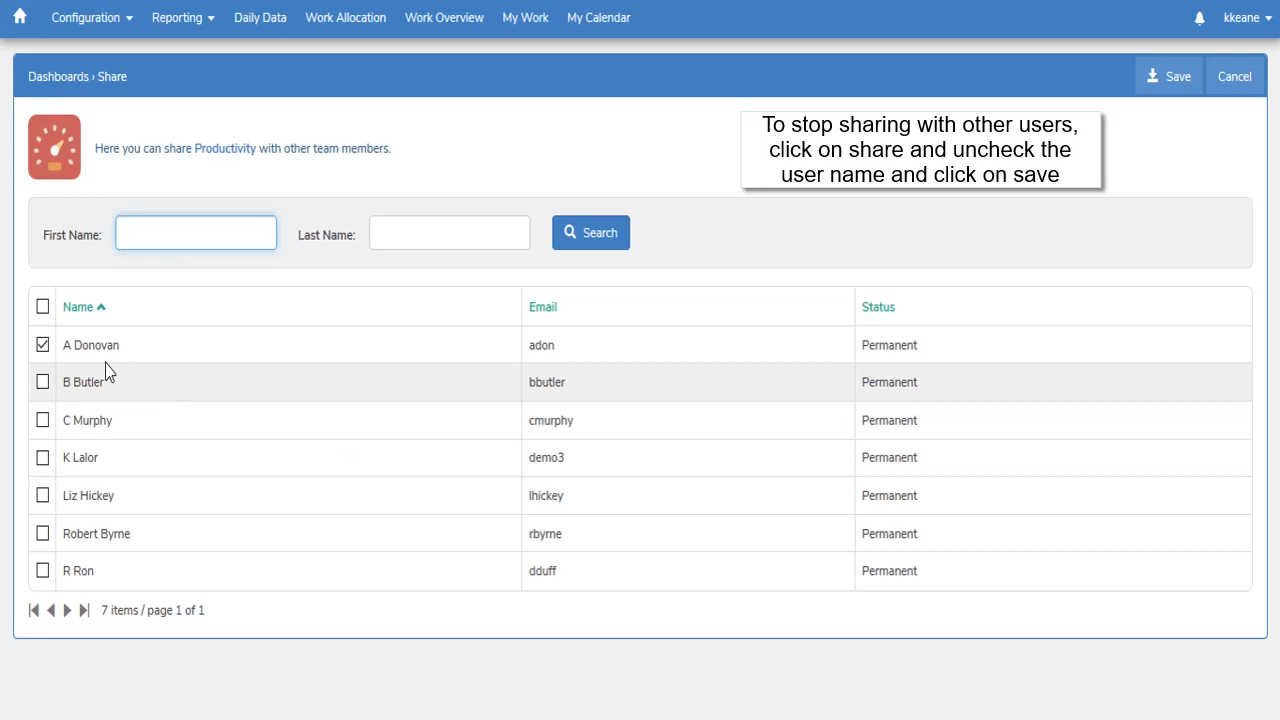 Configuration Reporting Daily Data Work Allocation Work Overview My Work My Calendar kkeane
Dashboards › Share Save Cancel
To stop sharing with other users,
click on share and uncheck the
user name and click on save
Here you can share Productivity with other team members.
First Name: Last Name: Search
Name Email Status
A Donovan adon Permanent
B Butler bbutler Permanent
C Murphy cmurphy Permanent
K Lalor demo3 Permanent
Liz Hickey lhickey Permanent
Robert Byrne rbyrne Permanent
R Ron dduff Permanent
7 items / page 1 of 1